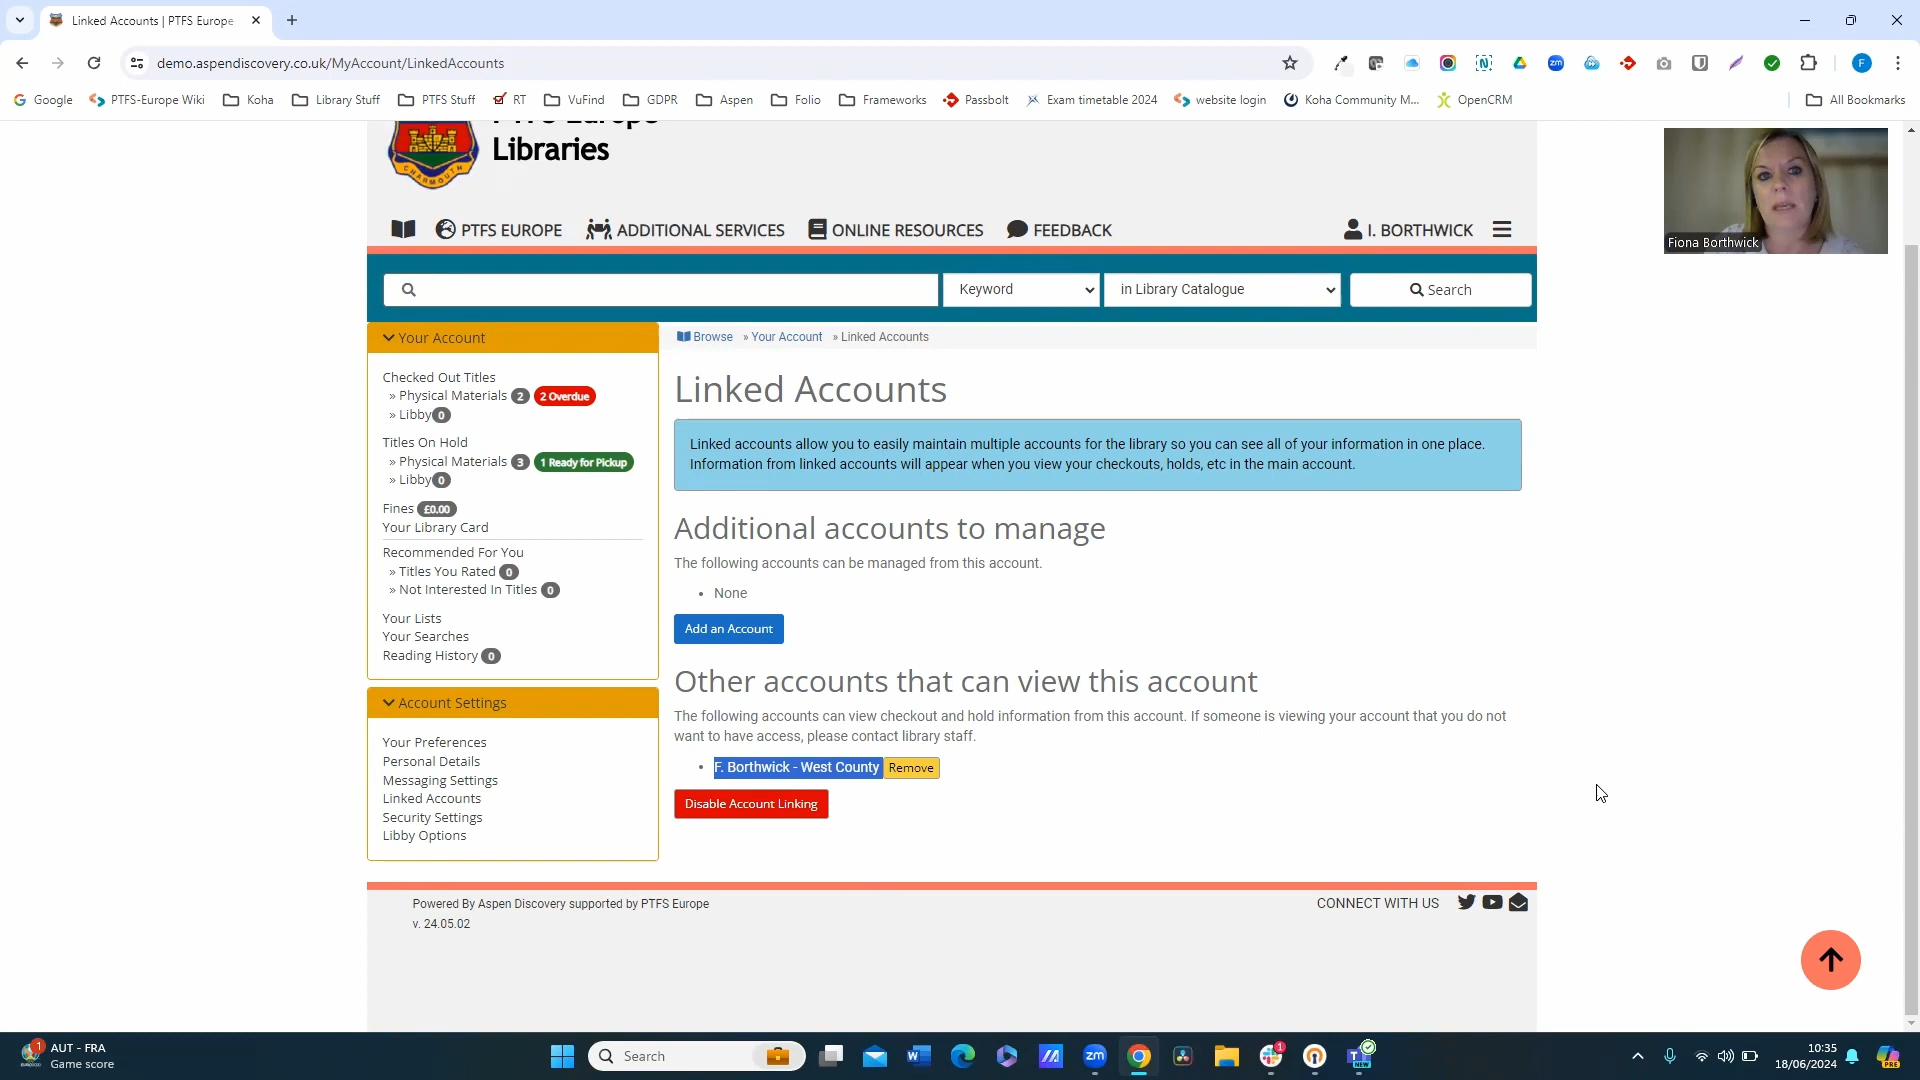 Linked Accounts | PTFS Europe
demo.aspendiscovery.co.uk/MyAccount/LinkedAccounts
Google PTFS-Europe Wiki Koha Library Stuff PTFS Stuff RT VuFind GDPR Aspen Folio Frameworks Passbolt Exam timetable 2024 website login Koha Community M... OpenCRM All Bookmarks
PTFS Europe
Libraries
CHARMOUTH
PTFS EUROPE ADDITIONAL SERVICES ONLINE RESOURCES FEEDBACK I. BORTHWICK
Fiona Borthwick
Keyword in Library Catalogue Search
Your Account
Checked Out Titles
» Physical Materials 2 2 Overdue
» Libby 0
Titles On Hold
» Physical Materials 3 1 Ready for Pickup
» Libby 0
Fines £0.00
Your Library Card
Recommended For You
» Titles You Rated 0
» Not Interested In Titles 0
Your Lists
Your Searches
Reading History 0
Account Settings
Your Preferences
Personal Details
Messaging Settings
Linked Accounts
Security Settings
Libby Options
Browse » Your Account » Linked Accounts
Linked Accounts
Linked accounts allow you to easily maintain multiple accounts for the library so you can see all of your information in one place.
Information from linked accounts will appear when you view your checkouts, holds, etc in the main account.
Additional accounts to manage
The following accounts can be managed from this account.
• None
Add an Account
Other accounts that can view this account
The following accounts can view checkout and hold information from this account. If someone is viewing your account that you do not
want to have access, please contact library staff.
• F. Borthwick - West County Remove
Disable Account Linking
Powered By Aspen Discovery supported by PTFS Europe
v. 24.05.02
CONNECT WITH US
AUT - FRA
Game score
Search
10:35
18/06/2024